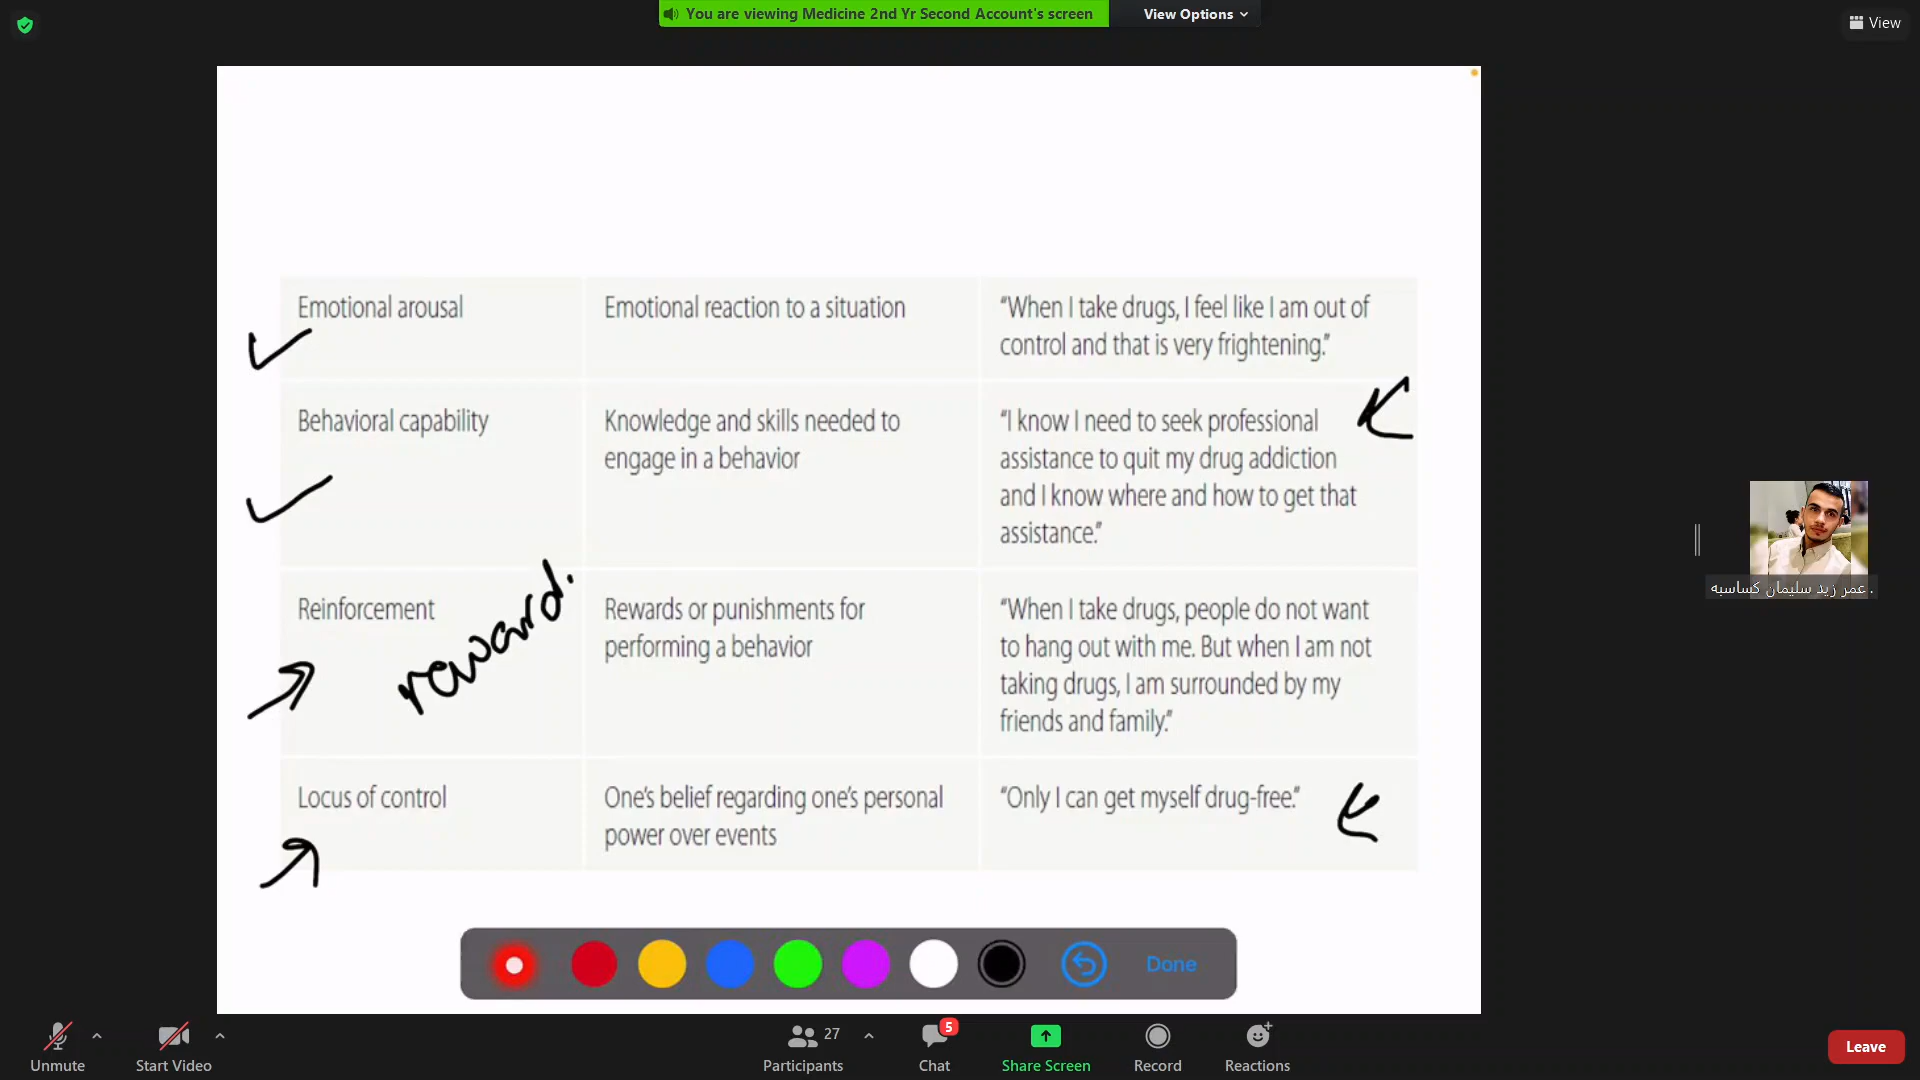 You are viewing Medicine 2nd Yr Second Account's screen
View Options
View
Emotional arousal
Emotional reaction to a situation
“When I take drugs, I feel like I am out of
control and that is very frightening.”
Behavioral capability
Knowledge and skills needed to
engage in a behavior
“I know I need to seek professional
assistance to quit my drug addiction
and I know where and how to get that
assistance.”
Reinforcement
reward.
Rewards or punishments for
performing a behavior
“When I take drugs, people do not want
to hang out with me. But when I am not
taking drugs, I am surrounded by my
friends and family.”
Locus of control
One’s belief regarding one’s personal
power over events
“Only I can get myself drug-free.”
عمر زيد سليمان كساسبه .
Done
Unmute
Start Video
27
Participants
5
Chat
Share Screen
Record
Reactions
Leave